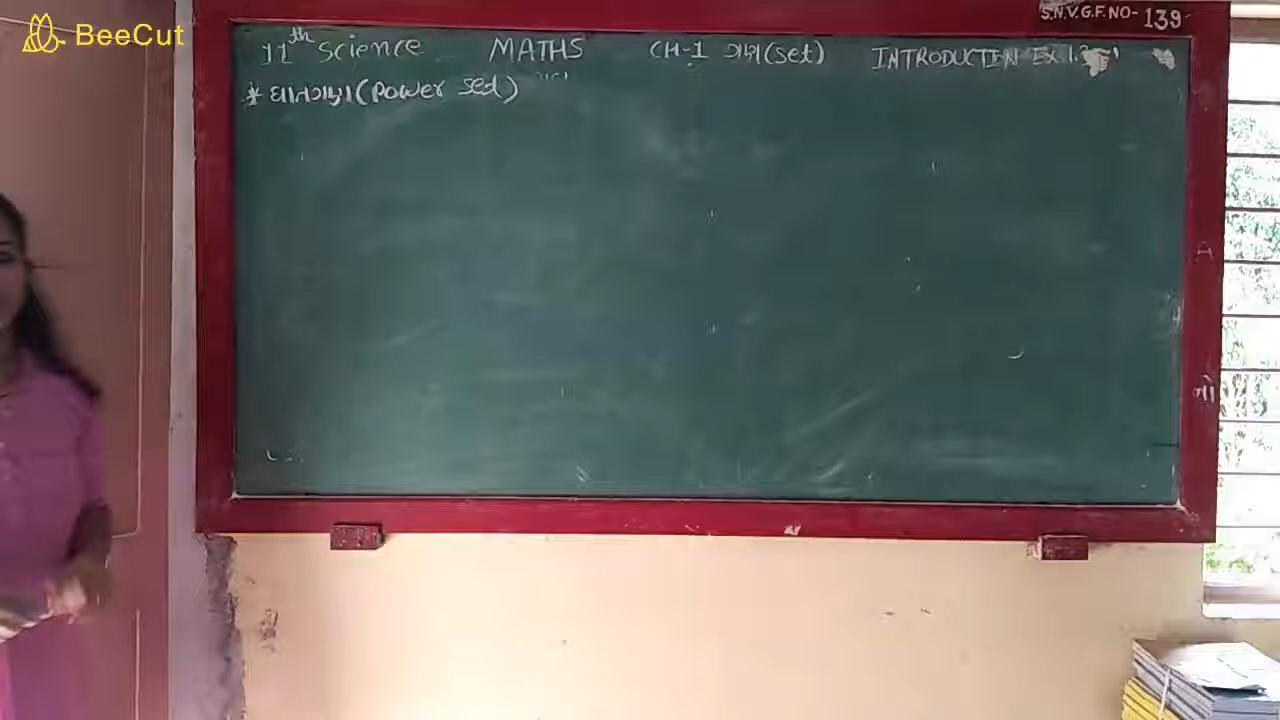 BeeCut
S.N.V.G.F.NO- 139
11th Science MATHS CH-1 ગણ(set) INTRODUCTION Ex 1.3
* ઘાતગણ(Power set)